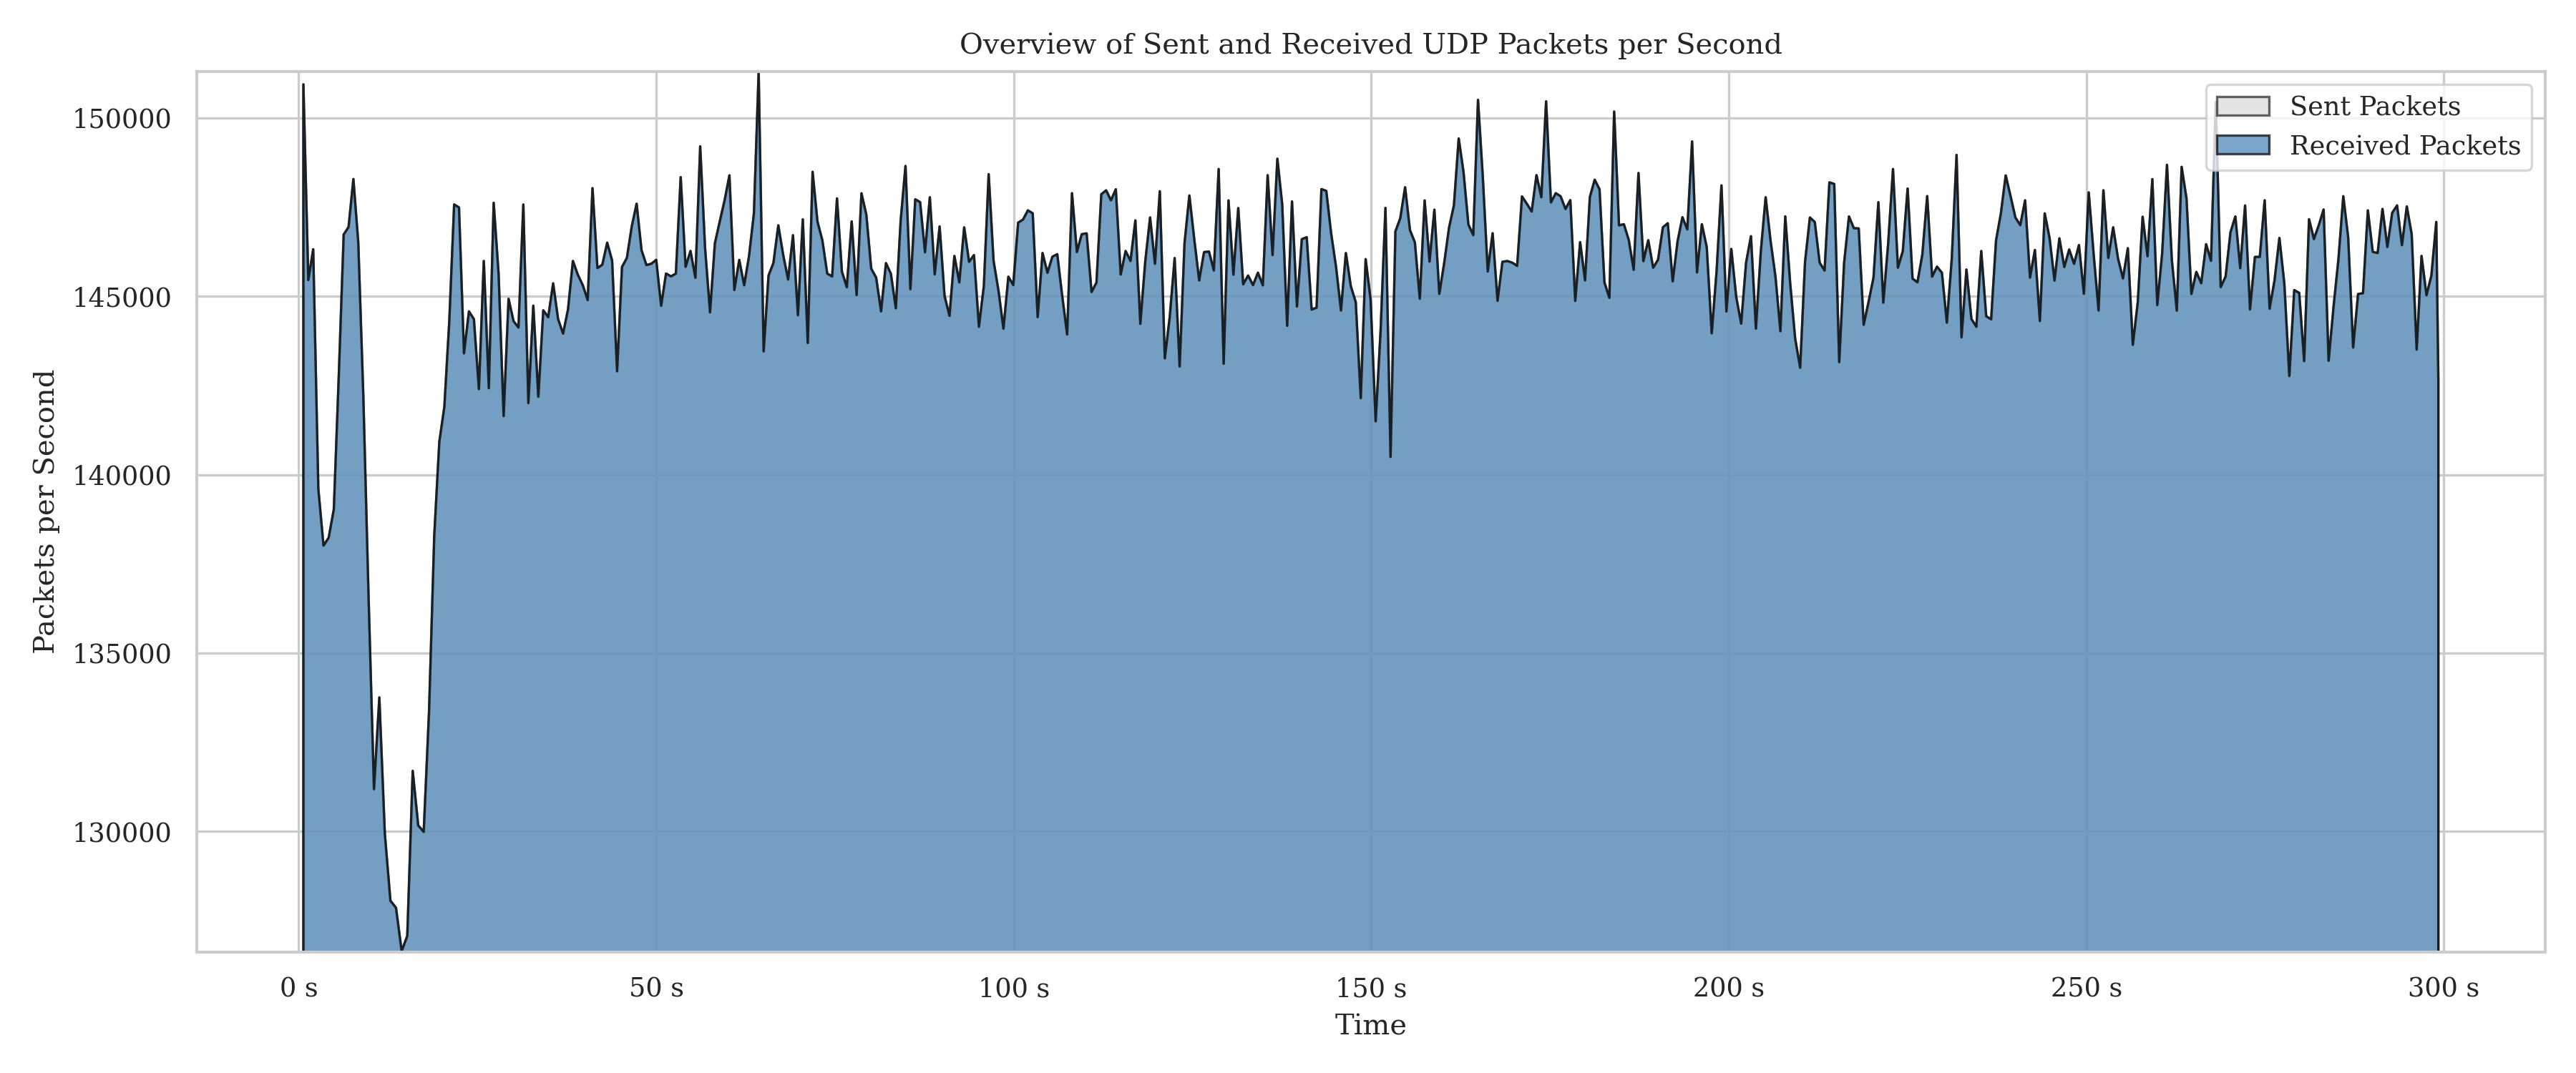 Overview of Sent and Received UDP Packets per Second
Sent Packets
Received Packets
Packets per Second
150000
145000
140000
135000
130000
0 s
50 s
100 s
150 s
200 s
250 s
300 s
Time